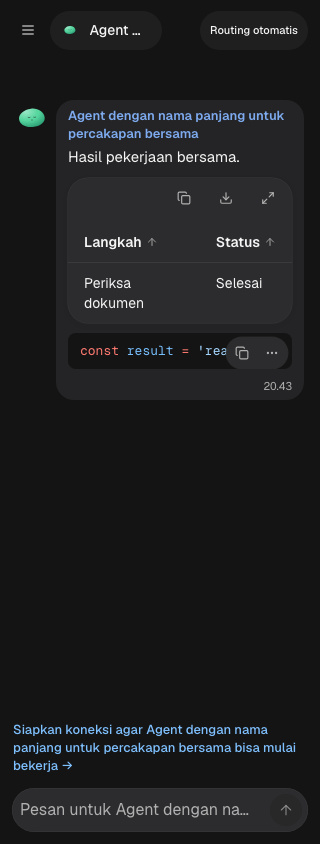 Agent ...
Routing otomatis
Agent dengan nama panjang untuk
percakapan bersama
Hasil pekerjaan bersama.
Langkah ↑ Status ↑
Periksa Selesai
dokumen
const result = 'rea
20.43
Siapkan koneksi agar Agent dengan nama
panjang untuk percakapan bersama bisa mulai
bekerja →
Pesan untuk Agent dengan na...